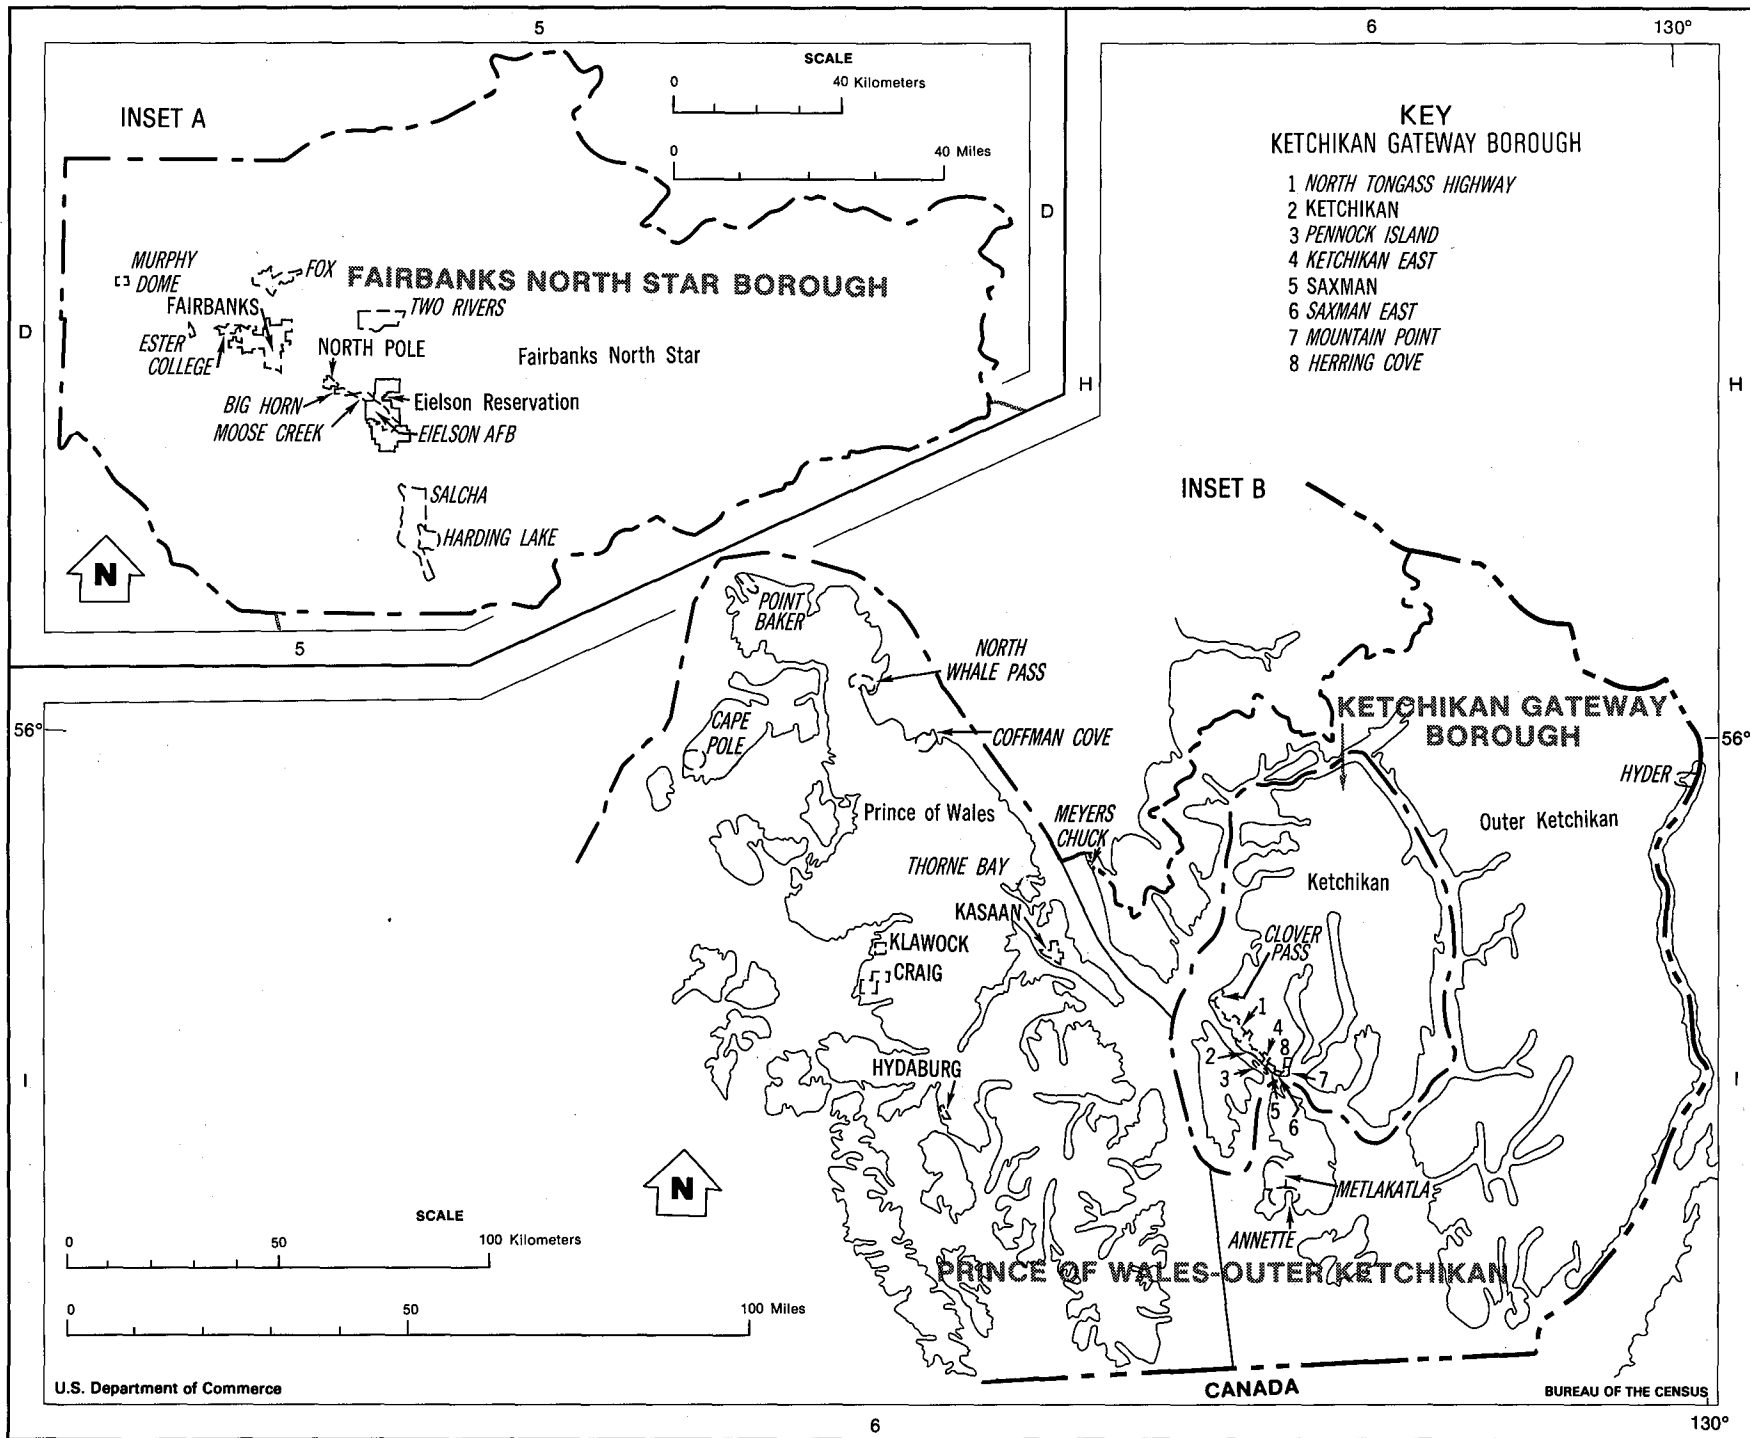 5
6
130°
SCALE
0
40 Kilometers
0
40 Miles
INSET A
KEY
KETCHIKAN GATEWAY BOROUGH
1 NORTH TONGASS HIGHWAY
2 KETCHIKAN
3 PENNOCK ISLAND
4 KETCHIKAN EAST
5 SAXMAN
6 SAXMAN EAST
7 MOUNTAIN POINT
8 HERRING COVE
D
D
H
H
MURPHY
DOME
FOX
FAIRBANKS NORTH STAR BOROUGH
FAIRBANKS
TWO RIVERS
ESTER
COLLEGE
NORTH POLE
Fairbanks North Star
BIG HORN
Eielson Reservation
MOOSE CREEK
EIELSON AFB
SALCHA
HARDING LAKE
N
5
INSET B
POINT
BAKER
NORTH
WHALE PASS
CAPE
POLE
COFFMAN COVE
56°
56°
KETCHIKAN GATEWAY
BOROUGH
HYDER
Prince of Wales
MEYERS
CHUCK
Outer Ketchikan
THORNE BAY
Ketchikan
KASAAN
KLAWOCK
CRAIG
CLOVER
PASS
1
4
2
8
3
7
5
6
HYDABURG
I
I
N
METLAKATLA
ANNETTE
PRINCE OF WALES-OUTER KETCHIKAN
SCALE
0
50
100 Kilometers
0
50
100 Miles
U.S. Department of Commerce
CANADA
BUREAU OF THE CENSUS
6
130°